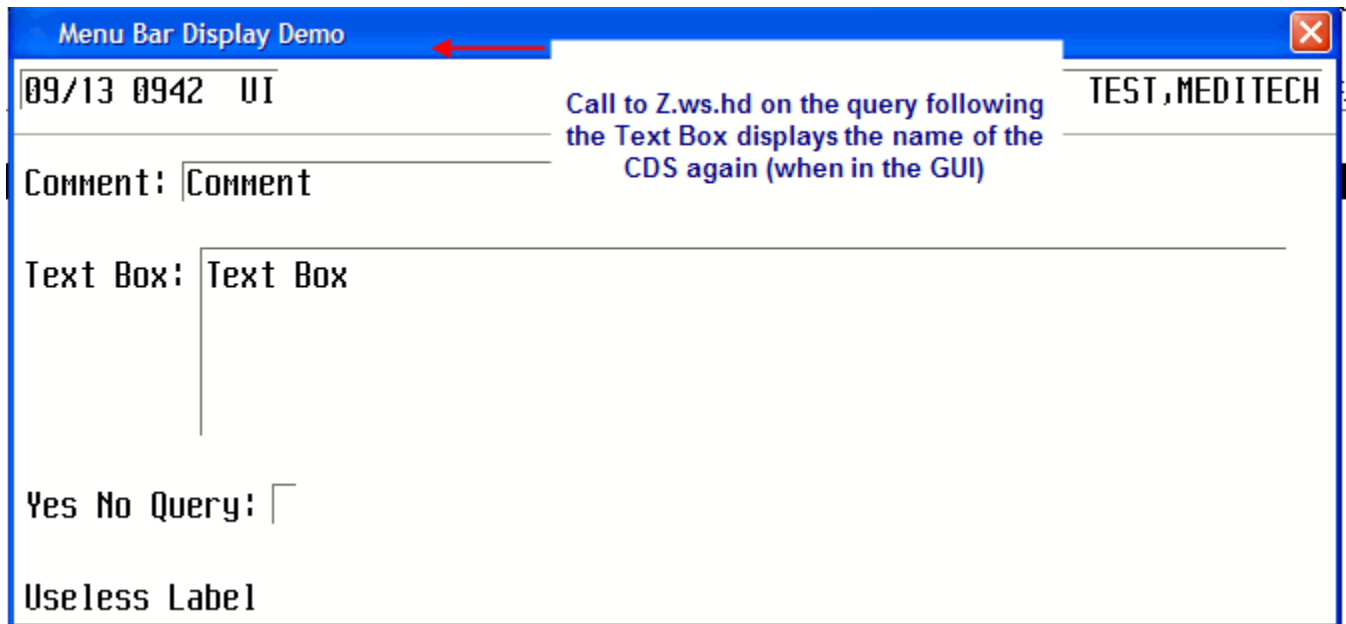 Menu Bar Display Demo
09/13 0942 UI
TEST,MEDITECH
Call to Z.ws.hd on the query following
the Text Box displays the name of the
CDS again (when in the GUI)
Comment: Comment
Text Box: Text Box
Yes No Query:
Useless Label